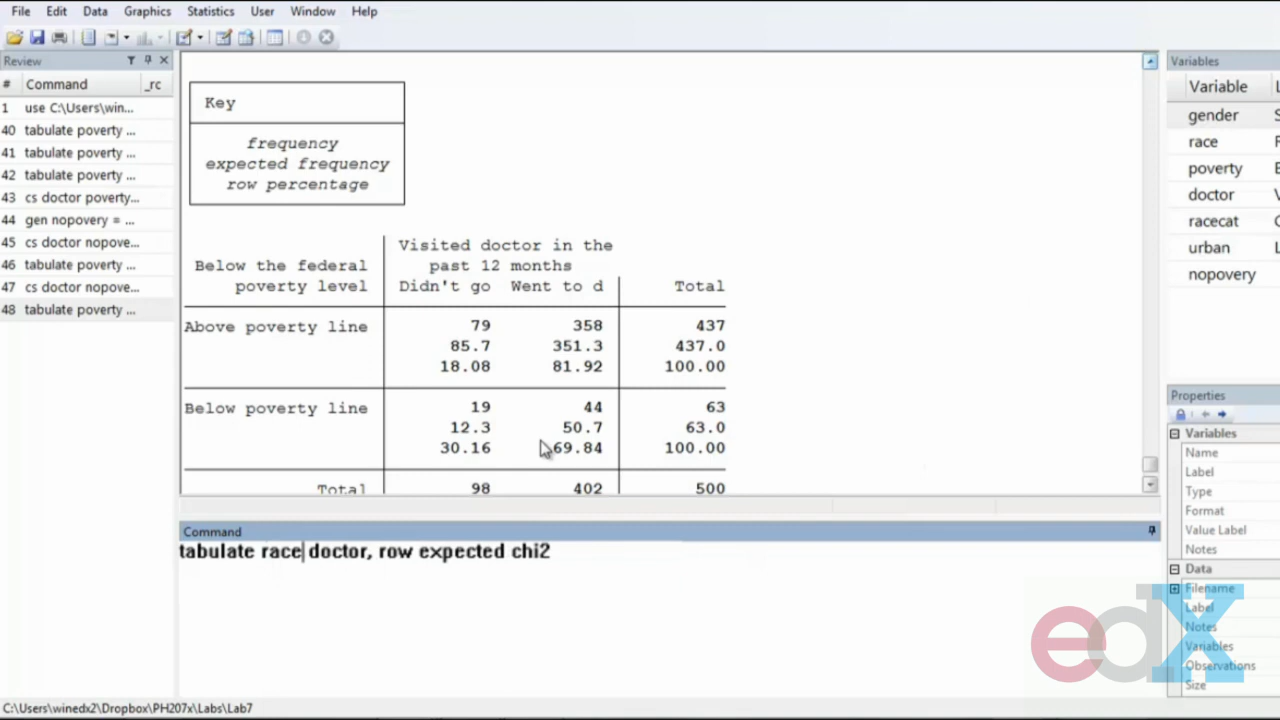 File Edit Data Graphics Statistics User Window Help
Review
# Command _rc
1 use C:\Users\win...
40 tabulate poverty ...
41 tabulate poverty ...
42 tabulate poverty ...
43 cs doctor poverty...
44 gen nopovery = ...
45 cs doctor nopove...
46 tabulate poverty ...
47 cs doctor nopove...
48 tabulate poverty ...
Key
frequency
expected frequency
row percentage
Visited doctor in the
Below the federal past 12 months
poverty level Didn't go Went to d Total
Above poverty line 79 358 437
85.7 351.3 437.0
18.08 81.92 100.00
Below poverty line 19 44 63
12.3 50.7 63.0
30.16 69.84 100.00
Total 98 402 500
Command
tabulate race doctor, row expected chi2
Variables
Variable L
gender S
race R
poverty B
doctor V
racecat C
urban L
nopovery
Properties
Variables
Name
Label
Type
Format
Value Label
Notes
Data
Filename
Label
Notes
Variables
Observations
Size
edX
C:\Users\winedx2\Dropbox\PH207x\Labs\Lab7